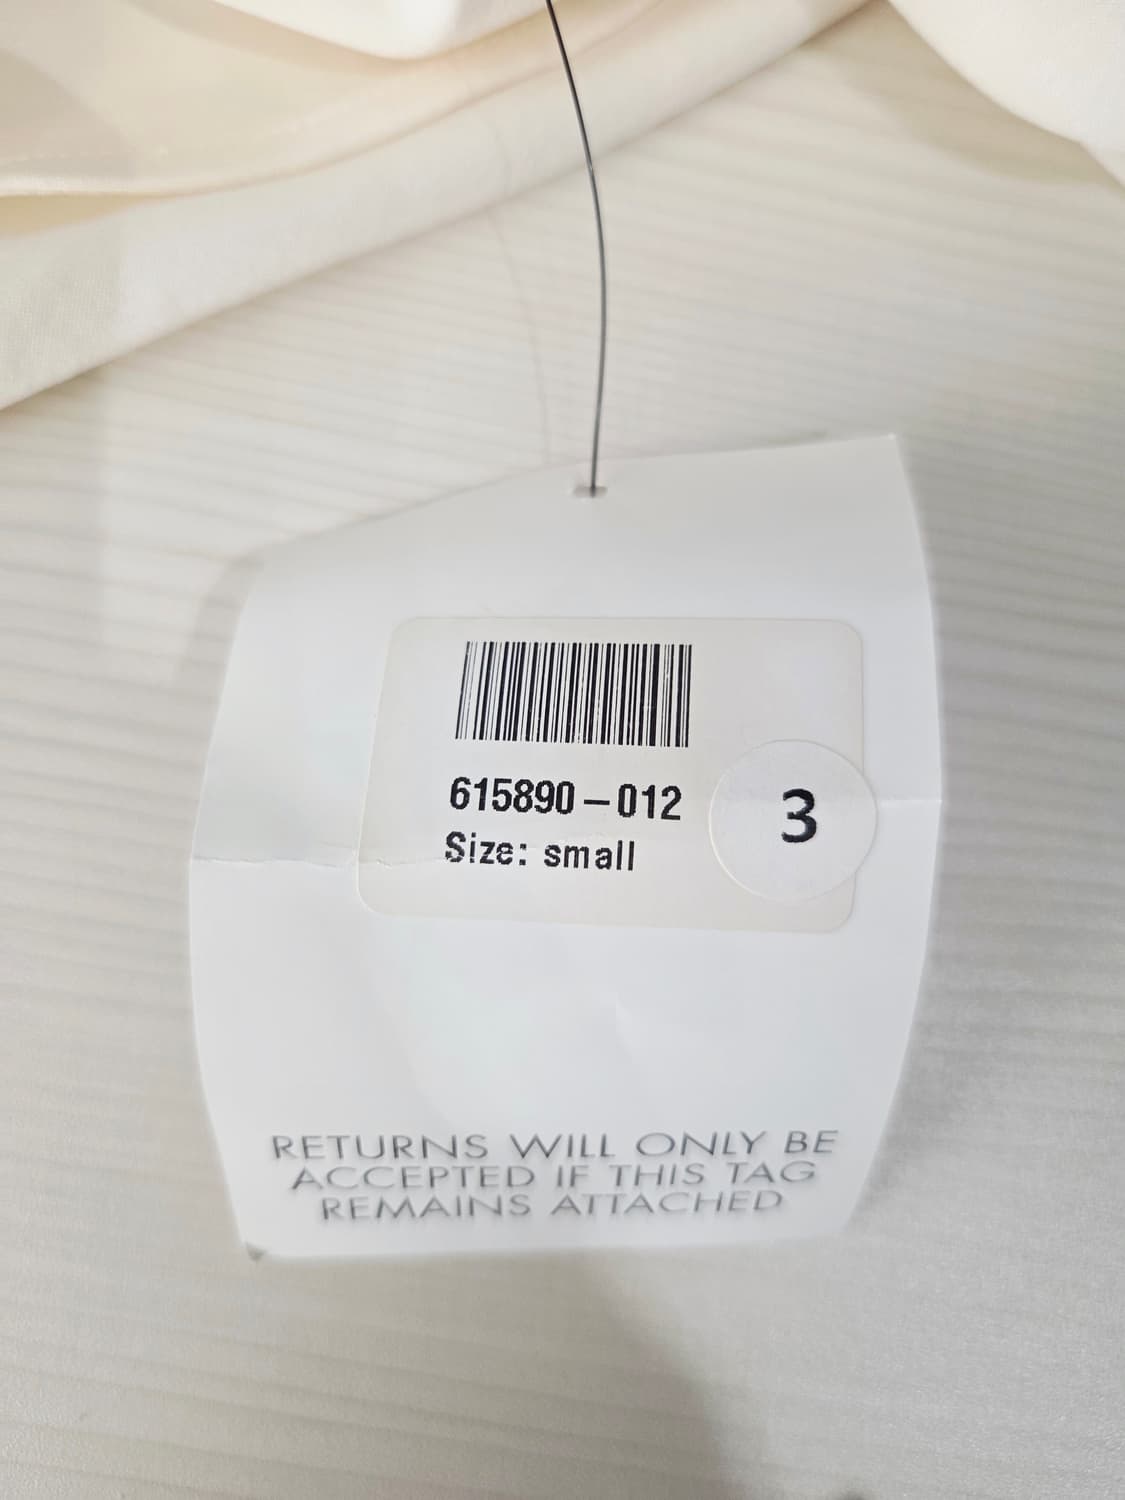 615890-012
Size: small
3
RETURNS WILL ONLY BE
ACCEPTED IF THIS TAG
REMAINS ATTACHED